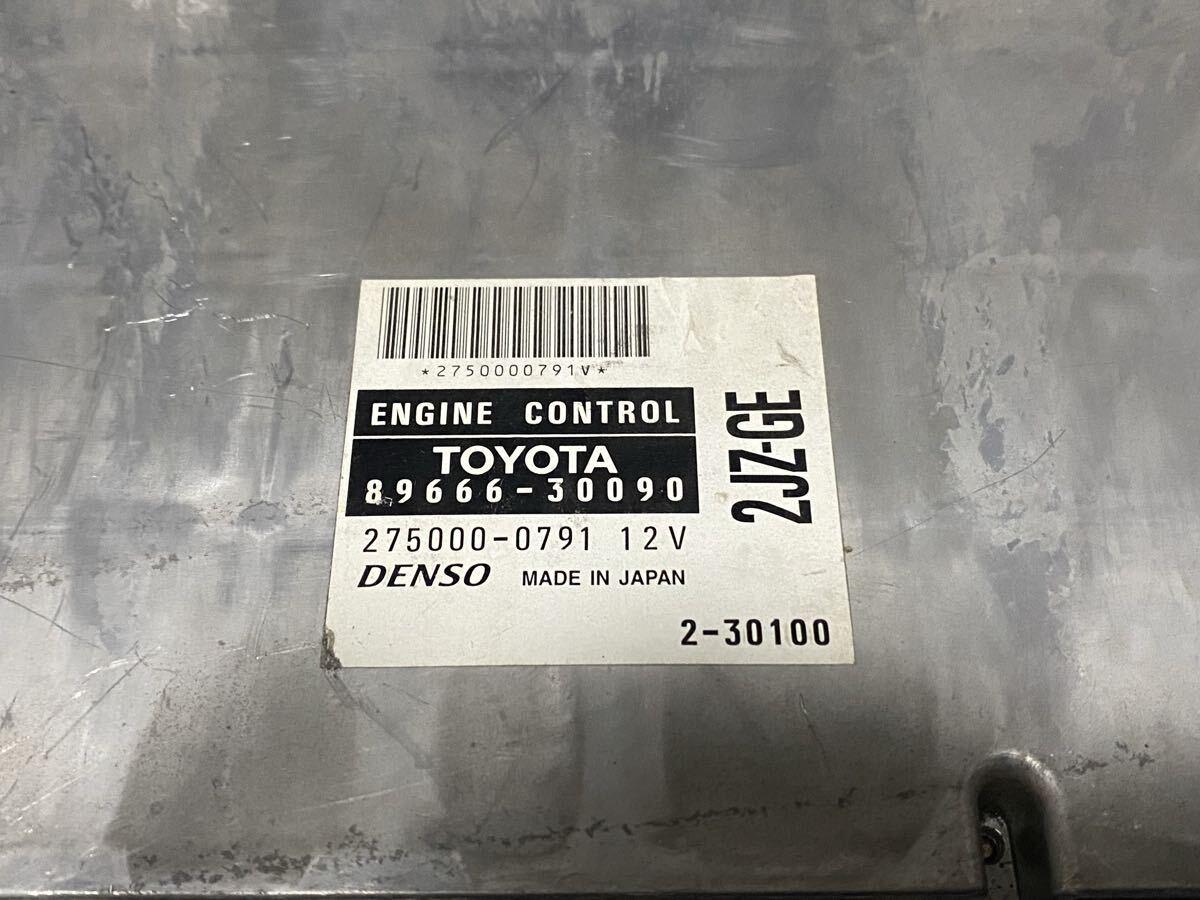 *2750000791V*
ENGINE CONTROL
TOYOTA
89666-30090
275000-0791 12V
DENSO MADE IN JAPAN
2JZ-GE
2-30100